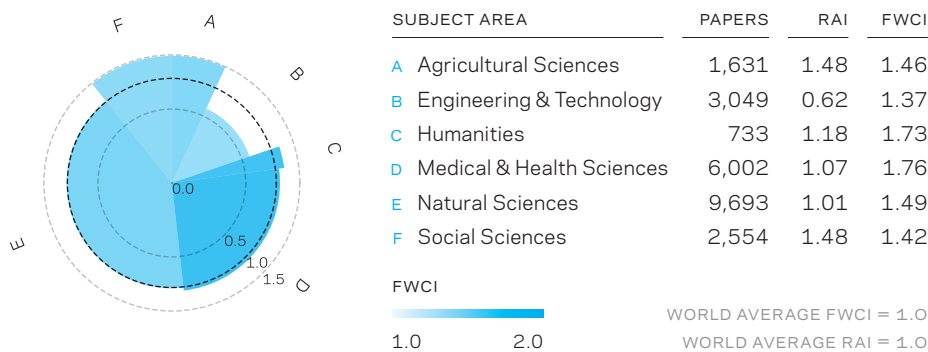 F A
B
C
0.0
E
0.5
1.0
1.5 D
SUBJECT AREA PAPERS RAI FWCI
A Agricultural Sciences 1,631 1.48 1.46
B Engineering & Technology 3,049 0.62 1.37
C Humanities 733 1.18 1.73
D Medical & Health Sciences 6,002 1.07 1.76
E Natural Sciences 9,693 1.01 1.49
F Social Sciences 2,554 1.48 1.42
FWCI
1.0 2.0
WORLD AVERAGE FWCI = 1.0
WORLD AVERAGE RAI = 1.0